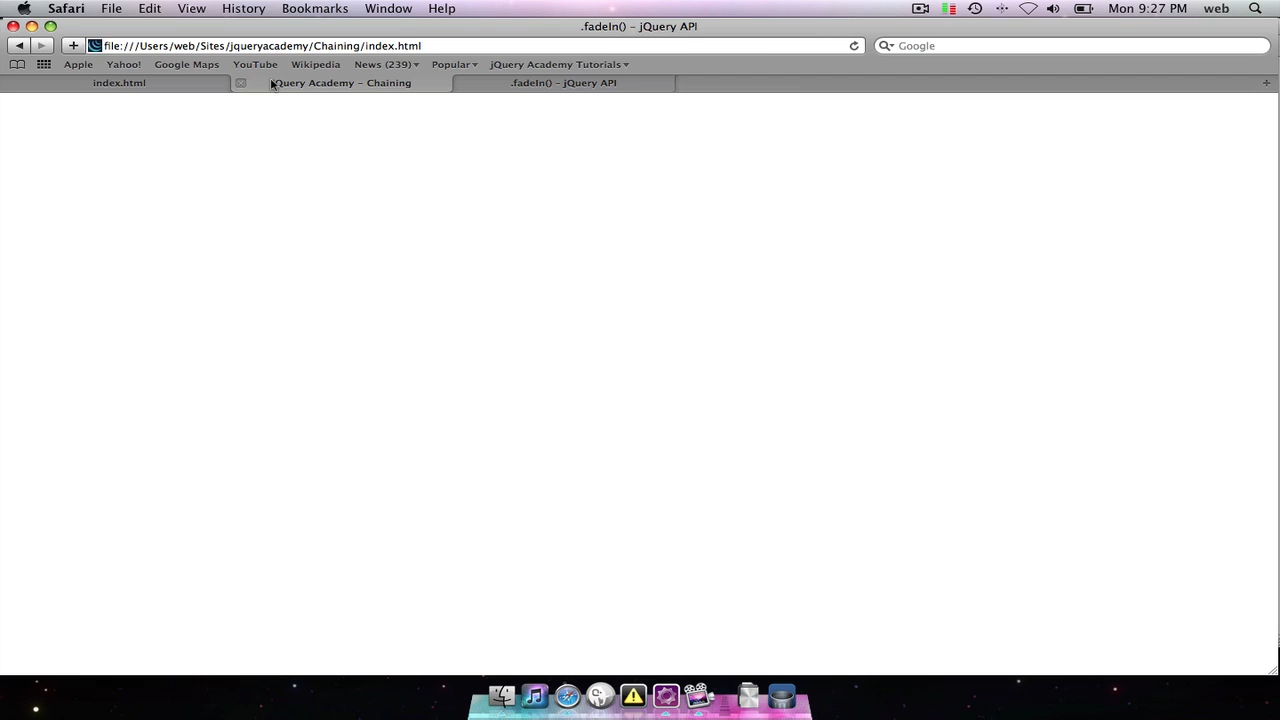 Safari File Edit View History Bookmarks Window Help Mon 9:27 PM web
.fadeIn() - jQuery API
file:///Users/web/Sites/jqueryacademy/Chaining/index.html Google
Apple Yahoo! Google Maps YouTube Wikipedia News (239) Popular jQuery Academy Tutorials
index.html jQuery Academy - Chaining .fadeIn() - jQuery API